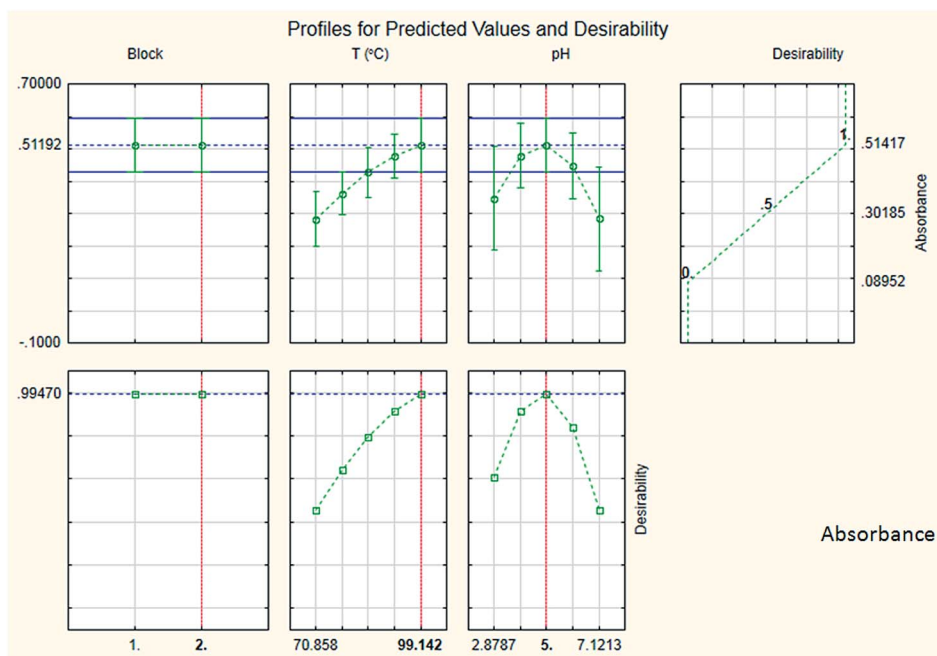 Profiles for Predicted Values and Desirability
Block
T (ºC)
pH
Desirability
.70000
.51192
-.1000
1.
.5
0.
.51417
.30185
.08952
Absorbance
.99470
Desirability
Absorbance
1.
2.
70.858
99.142
2.8787
5.
7.1213